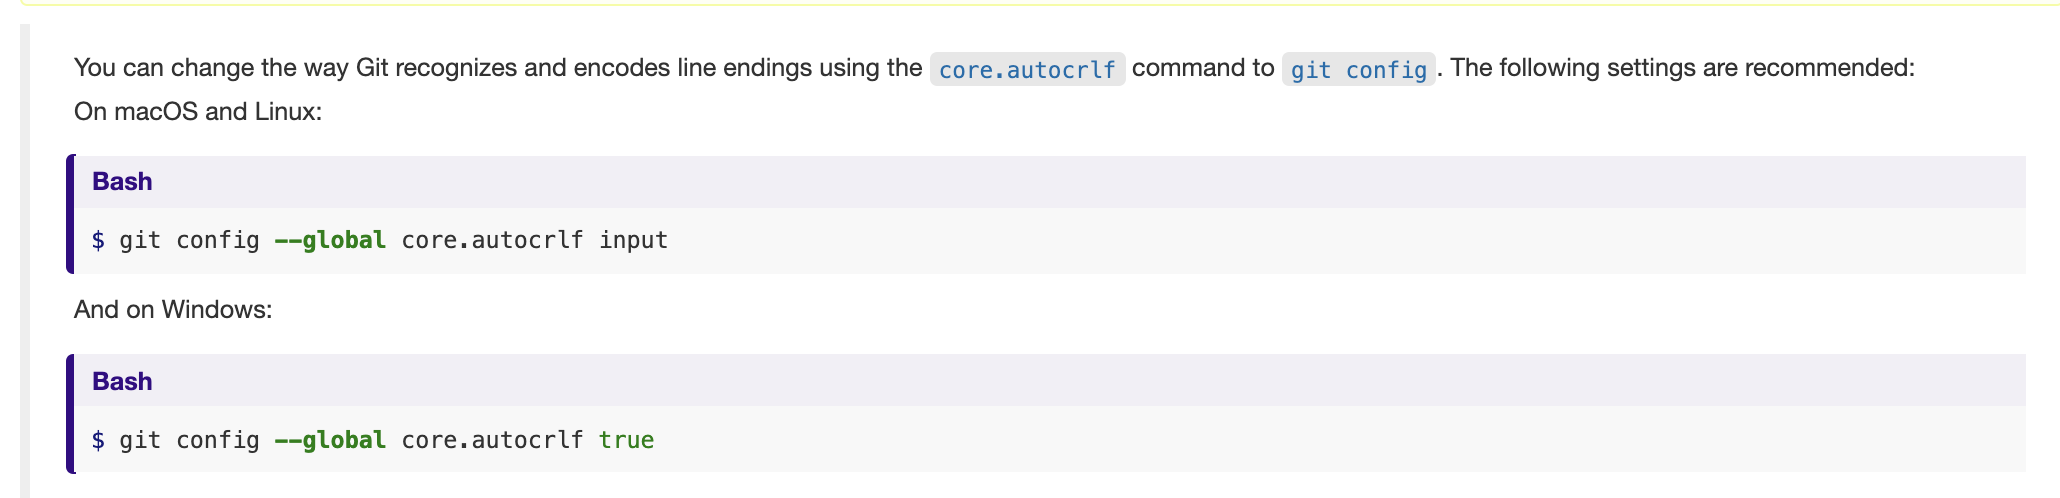 You can change the way Git recognizes and encodes line endings using the core.autocrlf command to git config. The following settings are recommended:
On macOS and Linux:
Bash
$ git config --global core.autocrlf input
And on Windows:
Bash
$ git config --global core.autocrlf true